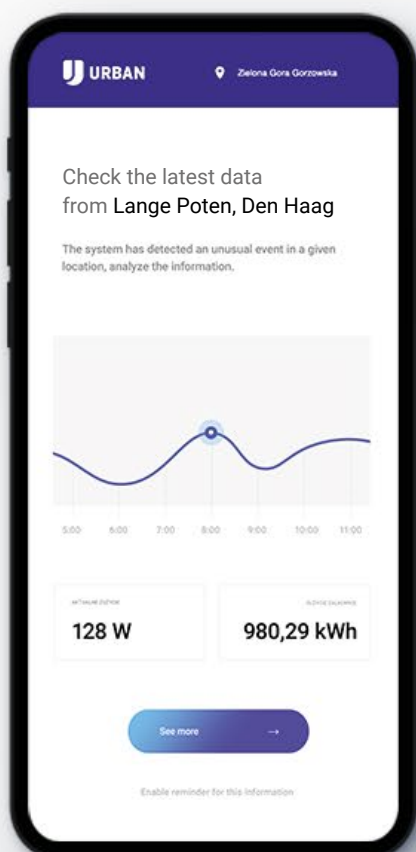 URBAN
Zielona Gora Gorzowska
Check the latest data
from Lange Poten, Den Haag
The system has detected an unusual event in a given
location, analyze the information.
5:00 6:00 7:00 8:00 9:00 10:00 11:00
128 W
980,29 kWh
See more →
Enable reminder for this information